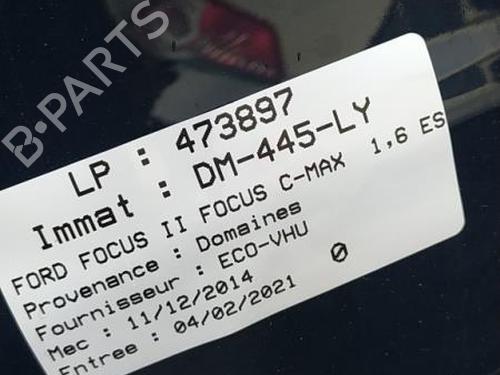 B-PARTS
LP : 473897
Immat : DM-445-LY
FORD FOCUS II FOCUS C-MAX 1,6 ES
Provenance : Domaines
Fournisseur : ECO-VHU
Mec : 11/12/2014
Entree : 04/02/2021
0